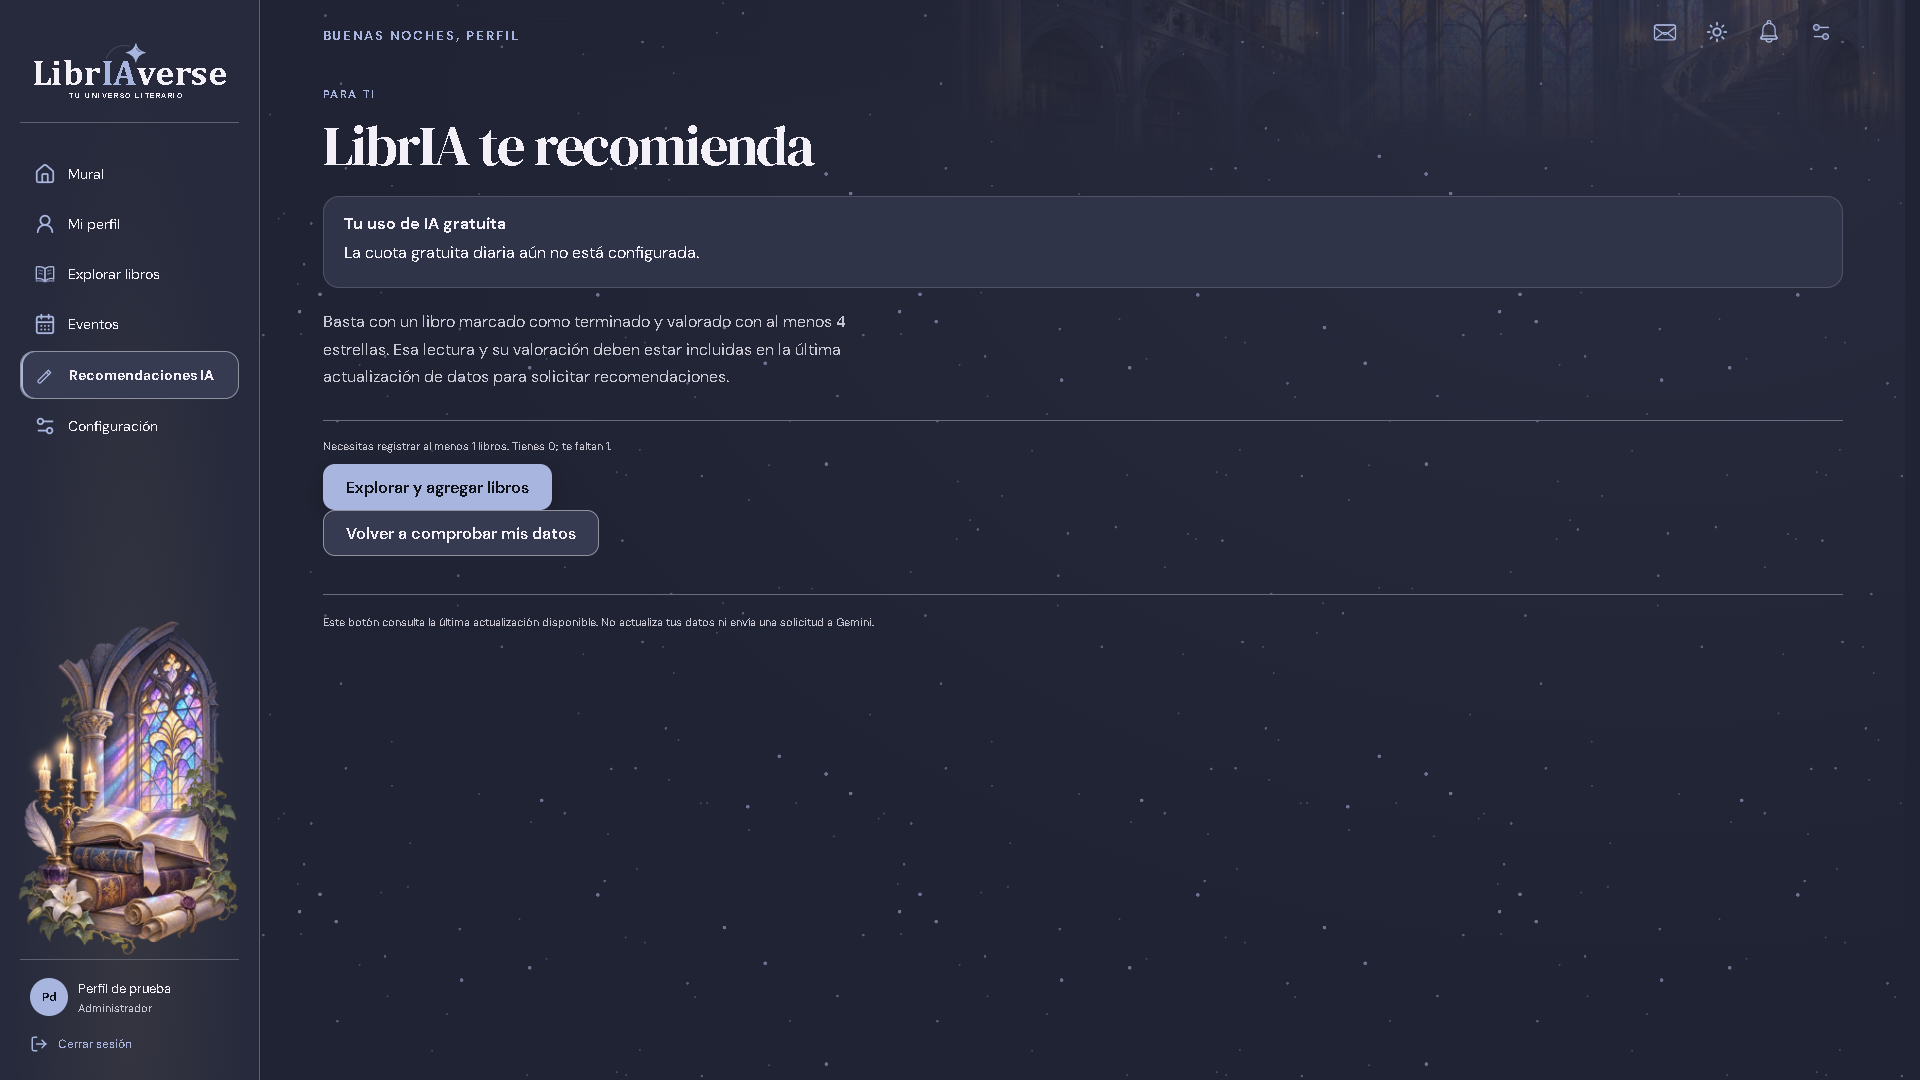 LibrIAverse
TU UNIVERSO LITERARIO
Mural
Mi perfil
Explorar libros
Eventos
Recomendaciones IA
Configuración
Pd
Perfil de prueba
Administrador
Cerrar sesión
BUENAS NOCHES, PERFIL
PARA TI
LibrIA te recomienda
Tu uso de IA gratuita
La cuota gratuita diaria aún no está configurada.
Basta con un libro marcado como terminado y valorado con al menos 4
estrellas. Esa lectura y su valoración deben estar incluidas en la última
actualización de datos para solicitar recomendaciones.
Necesitas registrar al menos 1 libros. Tienes 0; te faltan 1.
Explorar y agregar libros
Volver a comprobar mis datos
Este botón consulta la última actualización disponible. No actualiza tus datos ni envía una solicitud a Gemini.